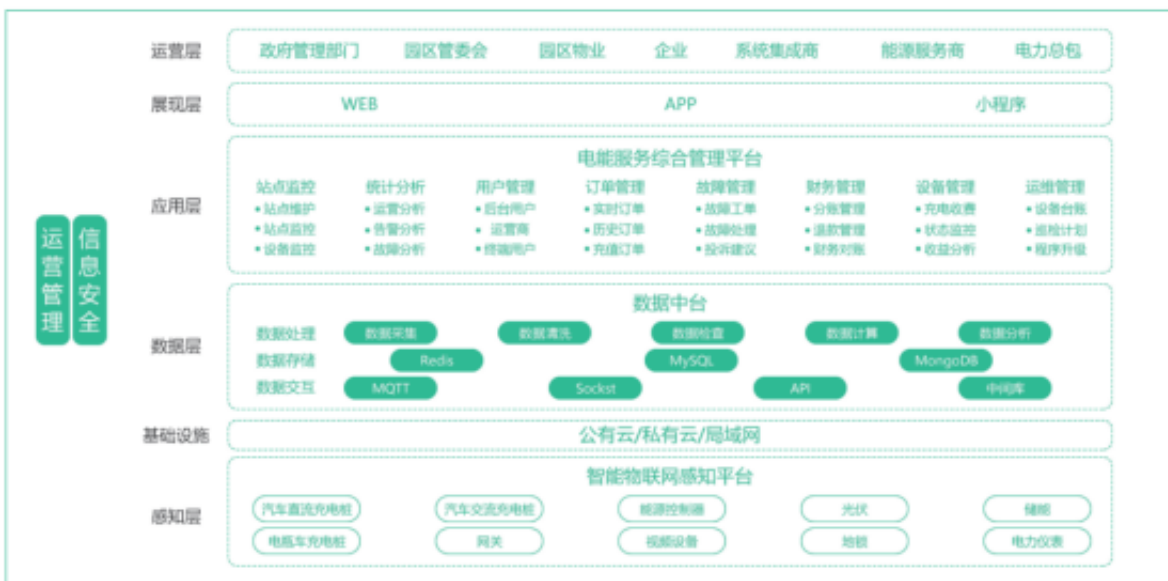 运营管理
信息安全
运营层
政府管理部门 园区管委会 园区物业 企业 系统集成商 能源服务商 电力总包
展现层
WEB APP 小程序
应用层
电能服务综合管理平台
站点监控 统计分析 用户管理 订单管理 故障管理 财务管理 设备管理 运维管理
•站点维护 •运营分析 •后台用户 •实时订单 •故障工单 •分账管理 •充电收费 •设备台账
•站点监控 •告警分析 •运营商 •历史订单 •故障处理 •退款管理 •状态监控 •巡检计划
•设备监控 •故障分析 •终端用户 •充值订单 •投诉建议 •财务对账 •收益分析 •程序升级
数据层
数据中台
数据处理 数据采集 数据清洗 数据检查 数据计算 数据分析
数据存储 Redis MySQL MongoDB
数据交互 MQTT Sockst API 中间库
基础设施
公有云/私有云/局域网
感知层
智能物联网感知平台
汽车直流充电桩 汽车交流充电桩 能源控制器 光伏 储能
电瓶车充电桩 网关 视频设备 地锁 电力仪表